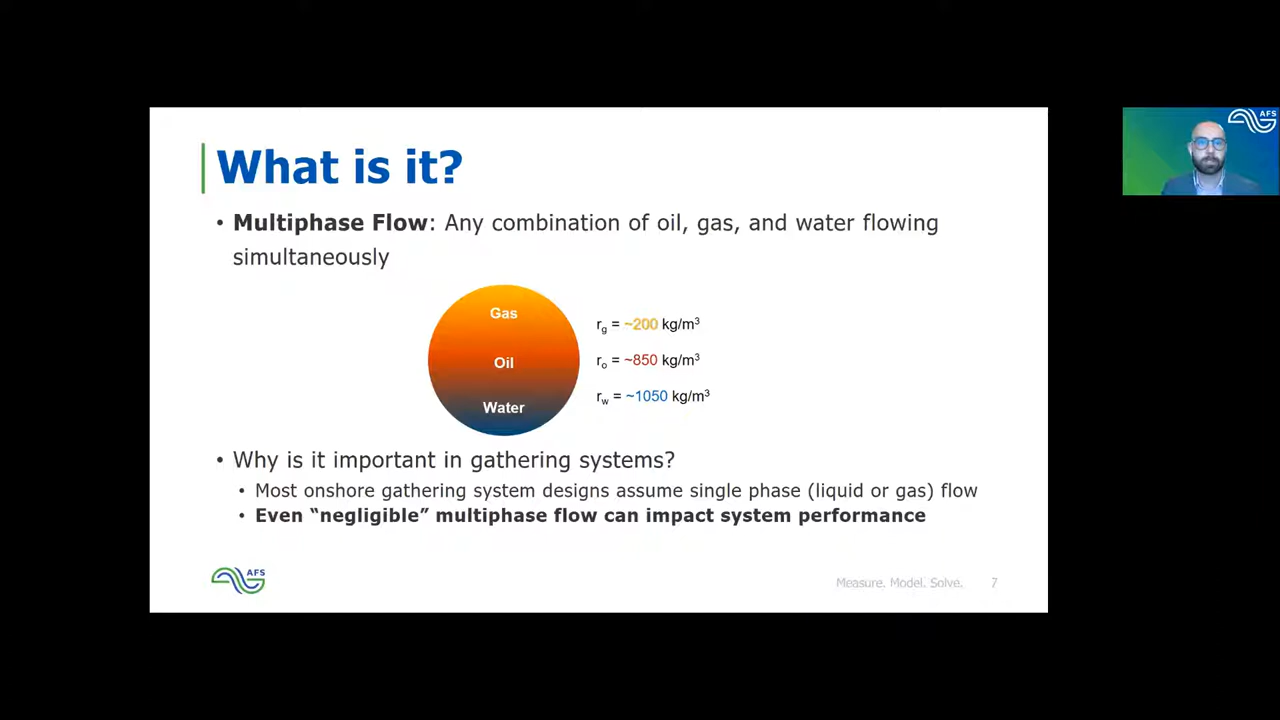 What is it?
• Multiphase Flow: Any combination of oil, gas, and water flowing
simultaneously
Gas
Oil
Water
rg = ~200 kg/m³
ro = ~850 kg/m³
rw = ~1050 kg/m³
• Why is it important in gathering systems?
• Most onshore gathering system designs assume single phase (liquid or gas) flow
• Even “negligible” multiphase flow can impact system performance
AFS
Measure. Model. Solve.
7
AFS